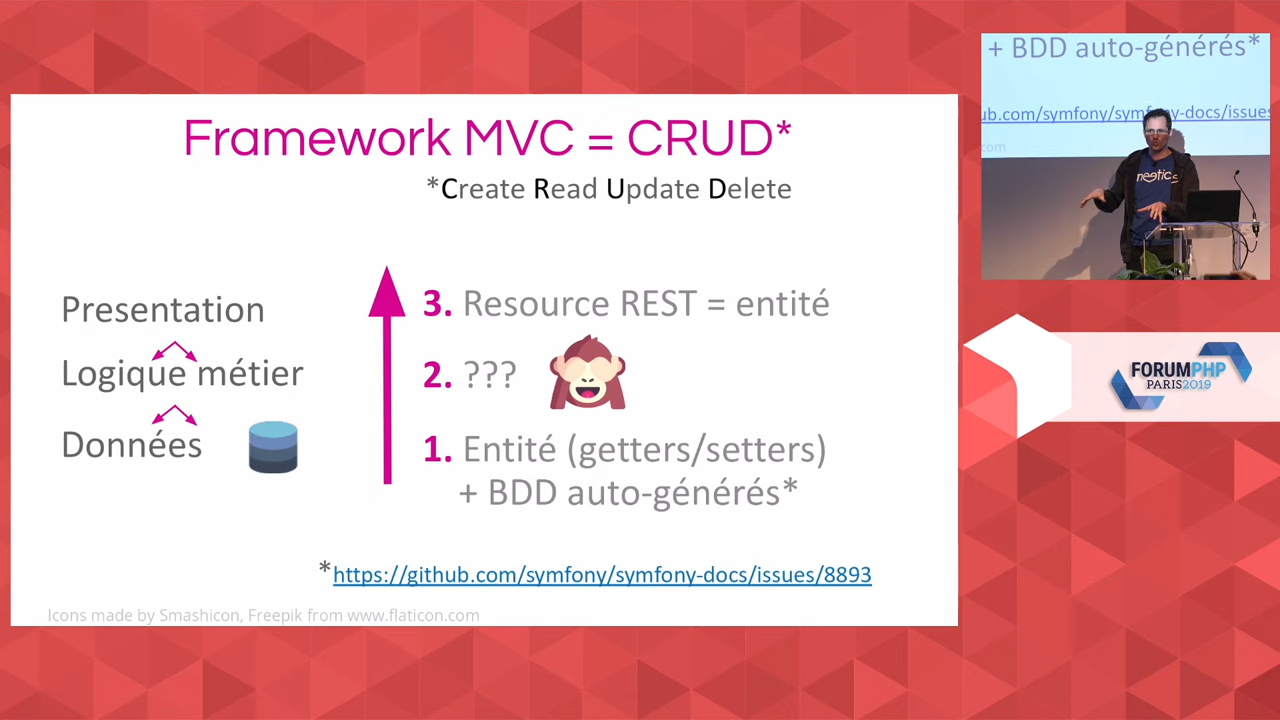 Framework MVC = CRUD*
*Create Read Update Delete
Presentation
Logique métier
Données
3. Resource REST = entité
2. ???
1. Entité (getters/setters)
+ BDD auto-générés*
*https://github.com/symfony/symfony-docs/issues/8893
Icons made by Smashicon, Freepik from www.flaticon.com
+ BDD auto-générés*
ub.com/symfony/symfony-docs/issues
com
meetic
FORUMPHP
PARIS2019